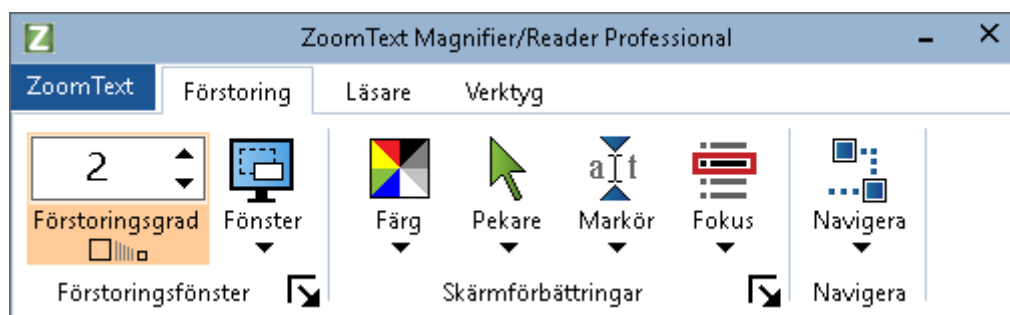 Z ZoomText Magnifier/Reader Professional
ZoomText Förstoring Läsare Verktyg
2
Förstoringsgrad Fönster Färg Pekare Markör Fokus Navigera
a t
Förstoringsfönster Skärmförbättringar Navigera